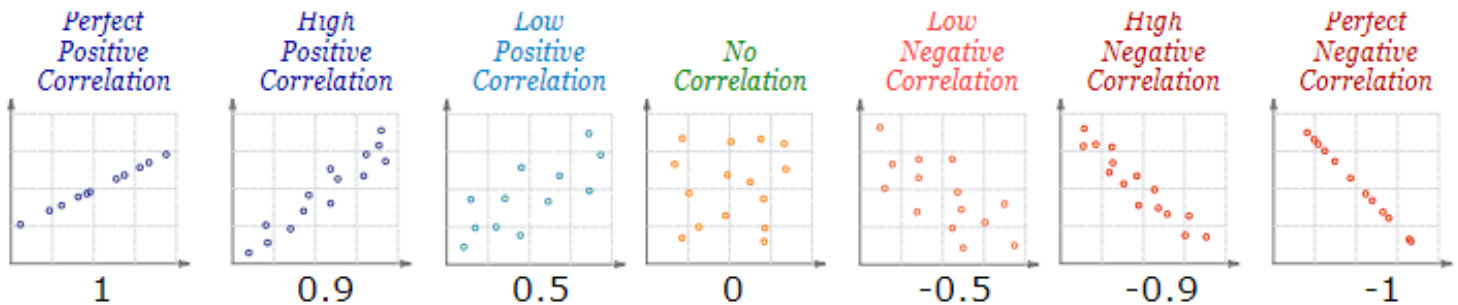 Perfect
Positive
Correlation
High
Positive
Correlation
Low
Positive
Correlation
No
Correlation
Low
Negative
Correlation
High
Negative
Correlation
Perfect
Negative
Correlation
1
0.9
0.5
0
-0.5
-0.9
-1